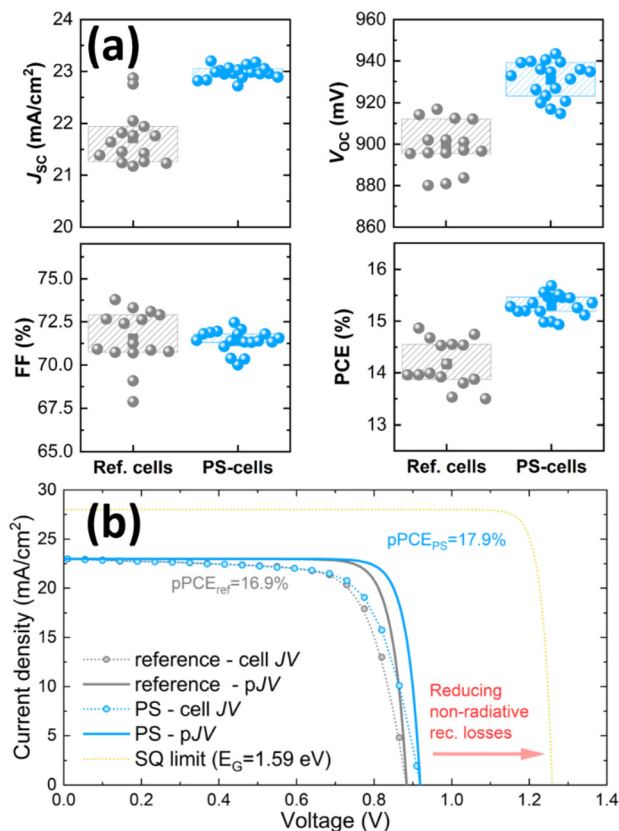 (a)
24
23
22
21
20
J_SC (mA/cm²)
960
940
920
900
880
860
V_OC (mV)
75.0
72.5
70.0
67.5
65.0
FF (%)
Ref. cells PS-cells
16
15
14
13
PCE (%)
Ref. cells PS-cells
(b)
30
25
20
15
10
5
0
Current density (mA/cm²)
pPCE_PS=17.9%
pPCE_ref=16.9%
reference - cell JV
reference - pJV
PS - cell JV
PS - pJV
SQ limit (E_G=1.59 eV)
Reducing
non-radiative
rec. losses
0.0 0.2 0.4 0.6 0.8 1.0 1.2 1.4
Voltage (V)